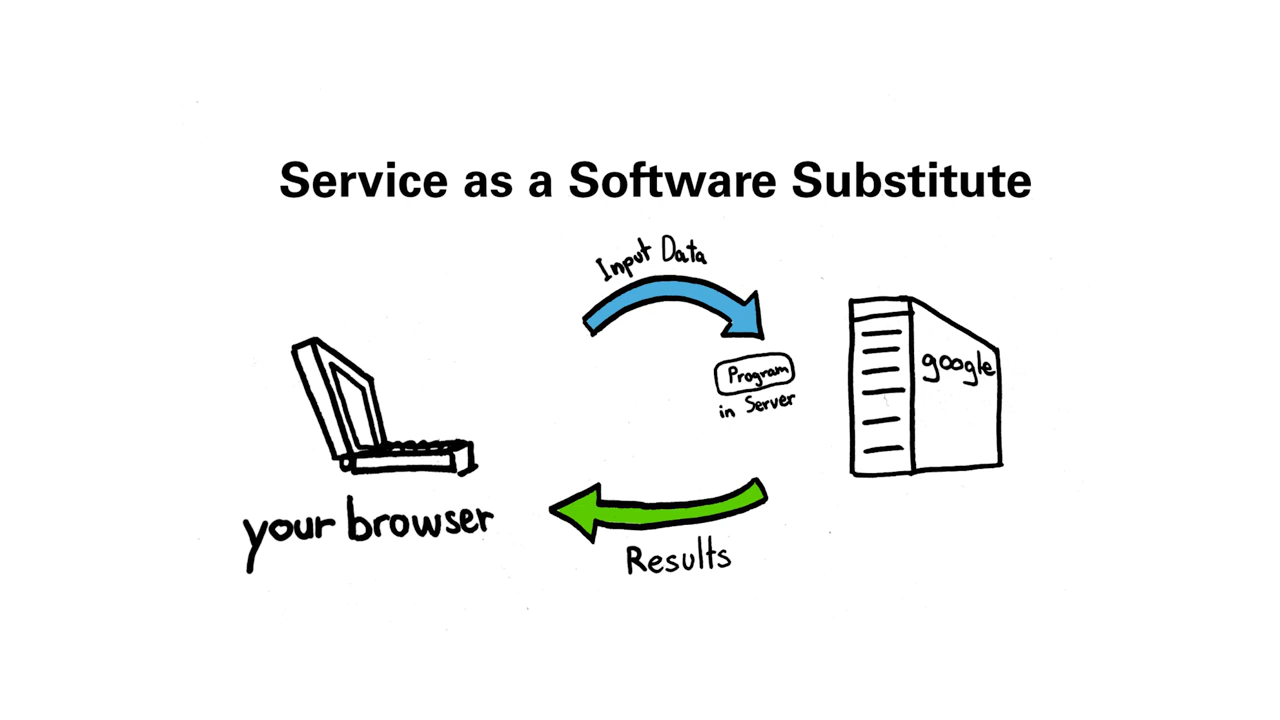 Service as a Software Substitute
Input Data
google
Program
in Server
your browser
Results